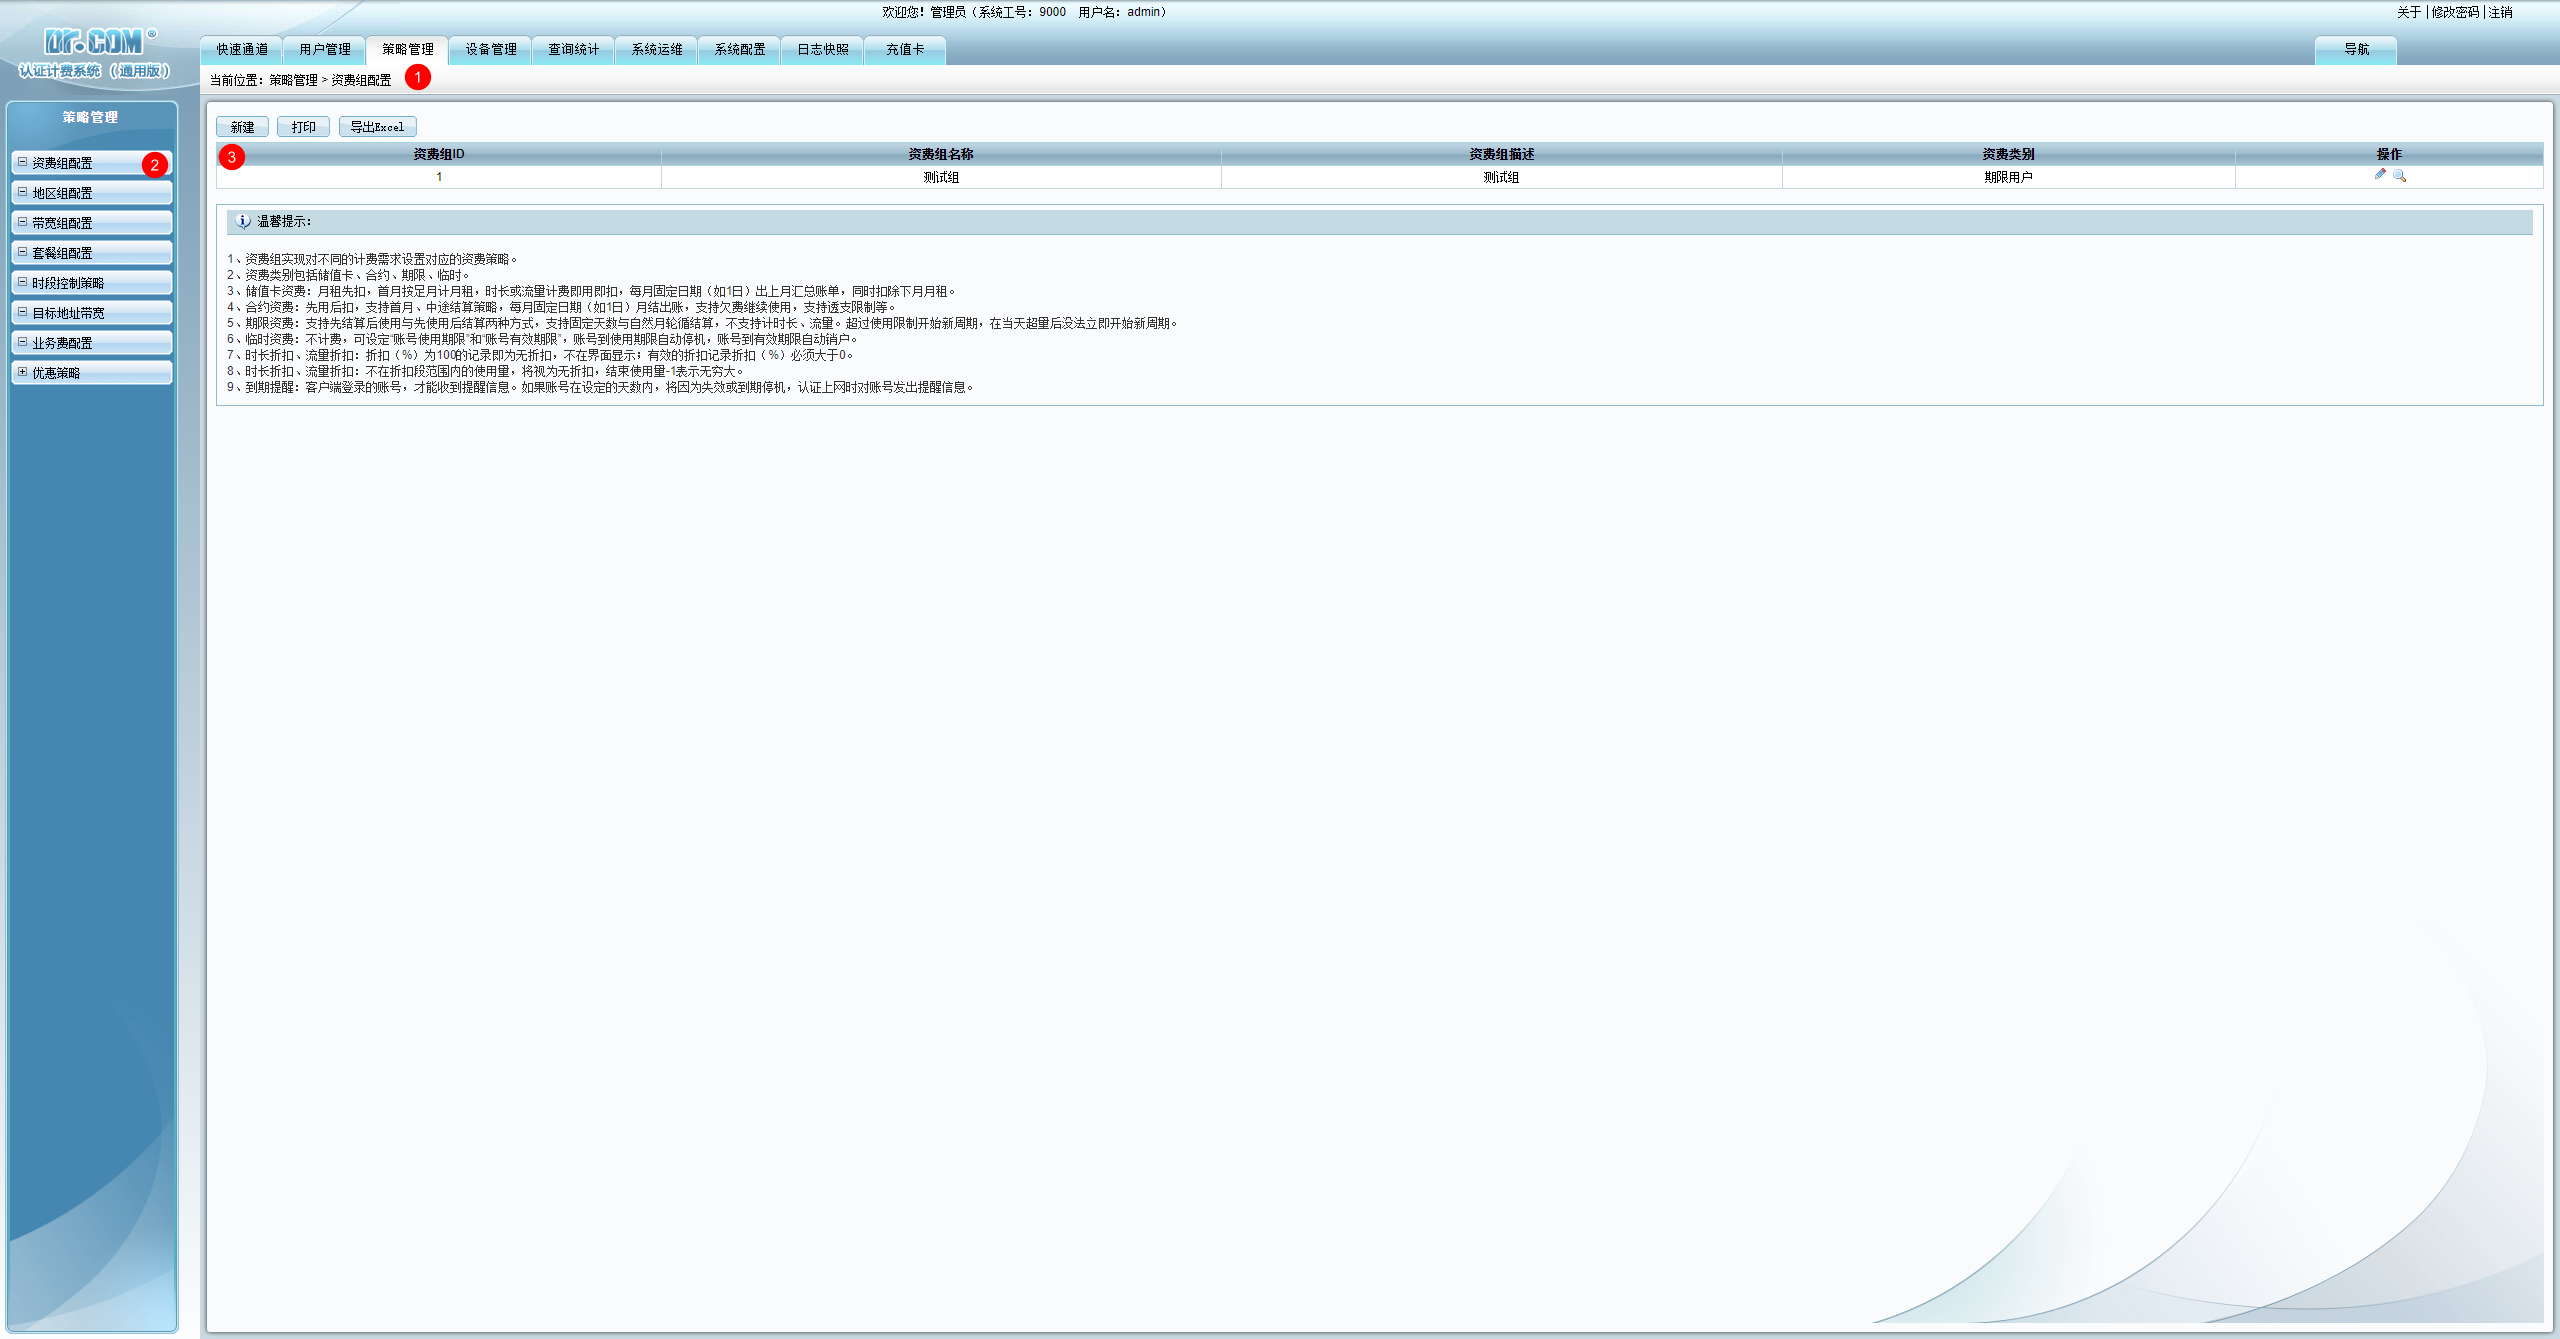 欢迎您！管理员（系统工号：9000 用户名：admin）
关于 | 修改密码 | 注销
Dr.COM®
认证计费系统（通用版）
快速通道 用户管理 策略管理 设备管理 查询统计 系统运维 系统配置 日志快照 充值卡 导航
当前位置：策略管理 > 资费组配置 1
策略管理
资费组配置 2
地区组配置
带宽组配置
套餐组配置
时段控制策略
目标地址带宽
业务费配置
优惠策略
新建 打印 导出Excel
3 资费组ID 资费组名称 资费组描述 资费类别 操作
1 测试组 测试组 期限用户
温馨提示：
1、资费组实现对不同的计费需求设置对应的资费策略。
2、资费类别包括储值卡、合约、期限、临时。
3、储值卡资费：月租先扣，首月按足月计月租，时长或流量计费即用即扣，每月固定日期（如1日）出上月汇总账单，同时扣除下月月租。
4、合约资费：先用后扣，支持首月、中途结算策略，每月固定日期（如1日）月结出账，支持欠费继续使用，支持透支限制等。
5、期限资费：支持先结算后使用与先使用后结算两种方式，支持固定天数与自然月轮循结算，不支持计时长、流量。超过使用限制开始新周期，在当天超量后没法立即开始新周期。
6、临时资费：不计费，可设定“账号使用期限”和“账号有效期限”，账号到使用期限自动停机，账号到有效期限自动销户。
7、时长折扣、流量折扣：折扣（%）为100的记录即为无折扣，不在界面显示；有效的折扣记录折扣（%）必须大于0。
8、时长折扣、流量折扣：不在折扣段范围内的使用量，将视为无折扣，结束使用量-1表示无穷大。
9、到期提醒：客户端登录的账号，才能收到提醒信息。如果账号在设定的天数内，将因为失效或到期停机，认证上网时对账号发出提醒信息。